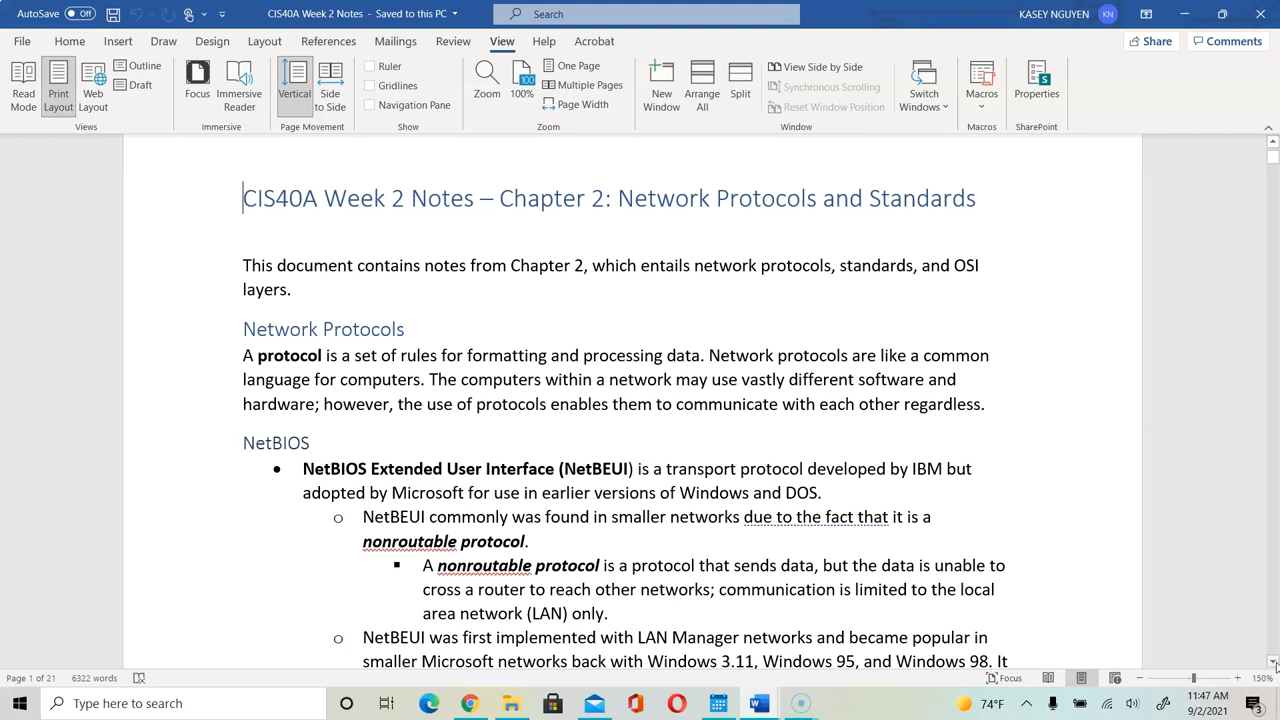 AutoSave Off Search KASEY NGUYEN KN
File Home Insert Draw Design Layout References Mailings Review View Help Acrobat Share Comments
Read Mode Print Layout Web Layout Outline Draft Focus Immersive Reader Vertical Side to Side Ruler Gridlines Navigation Pane Zoom 100 100% One Page Multiple Pages Page Width New Window Arrange All Split View Side by Side Synchronous Scrolling Reset Window Position Switch Windows Macros Properties
Views Immersive Page Movement Show Zoom Window Macros SharePoint
CIS40A Week 2 Notes – Chapter 2: Network Protocols and Standards
This document contains notes from Chapter 2, which entails network protocols, standards, and OSI
layers.
Network Protocols
A protocol is a set of rules for formatting and processing data. Network protocols are like a common
language for computers. The computers within a network may use vastly different software and
hardware; however, the use of protocols enables them to communicate with each other regardless.
NetBIOS
• NetBIOS Extended User Interface (NetBEUI) is a transport protocol developed by IBM but
adopted by Microsoft for use in earlier versions of Windows and DOS.
o NetBEUI commonly was found in smaller networks due to the fact that it is a
nonroutable protocol.
▪ A nonroutable protocol is a protocol that sends data, but the data is unable to
cross a router to reach other networks; communication is limited to the local
area network (LAN) only.
o NetBEUI was first implemented with LAN Manager networks and became popular in
smaller Microsoft networks back with Windows 3.11, Windows 95, and Windows 98. It
Page 1 of 21 6322 words Focus 150%
Type here to search 74°F 11:47 AM
9/2/2021 3